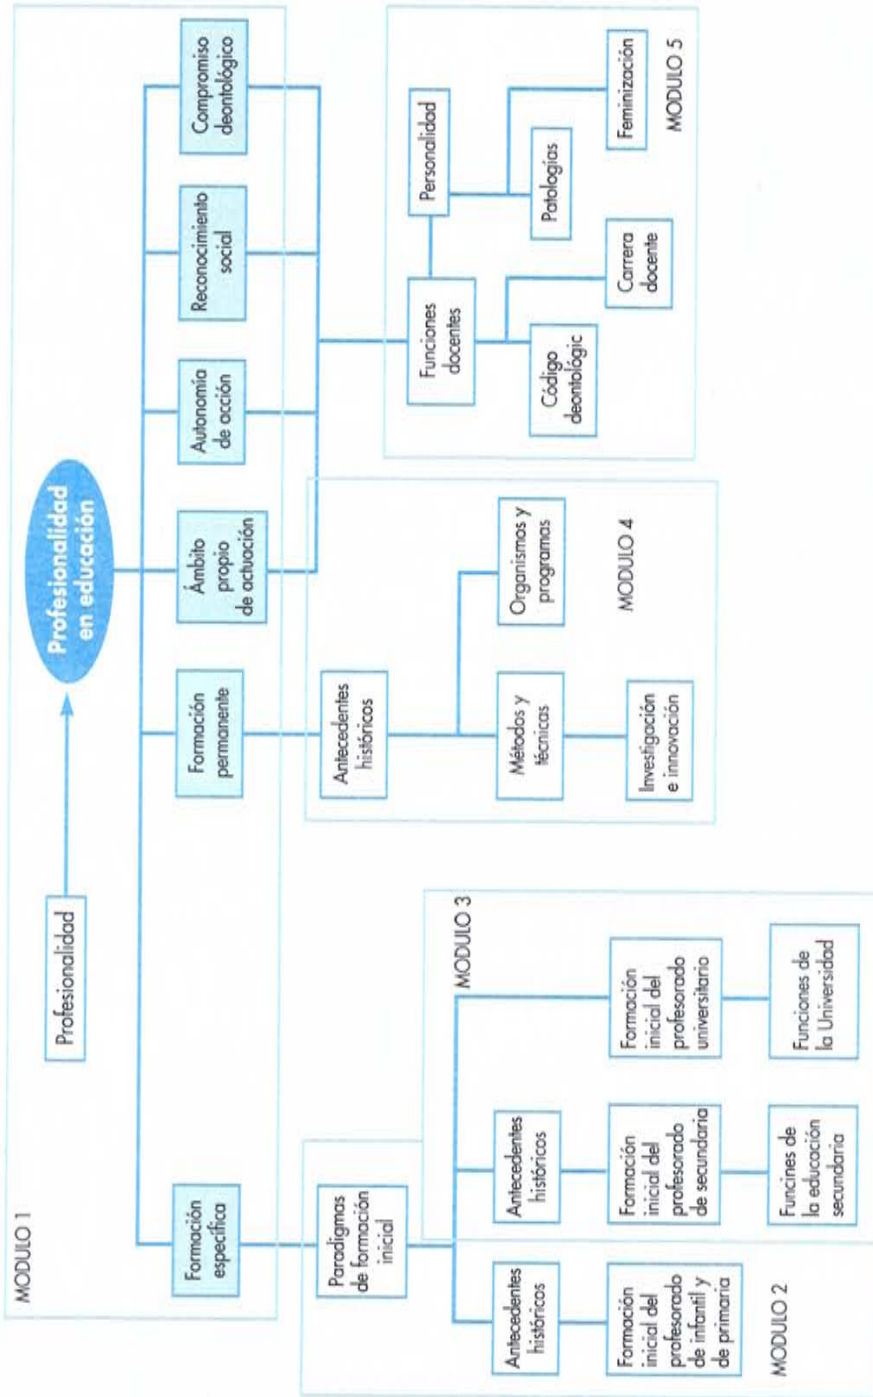 MODULO 1
Profesionalidad
Profesionalidad
en educación
Formación
específica
Formación
permanente
Ámbito
propio
de actuación
Autonomía
de acción
Reconocimiento
social
Compromiso
deontológico
Paradigmas
de formación
inicial
Antecedentes
históricos
Formación
inicial del
profesorado
de infantil y
de primaria
MODULO 2
MODULO 3
Antecedentes
históricos
Formación
inicial del
profesorado
de secundaria
Funcines de
la educación
secundaria
Formación
inicial del
profesorado
universitario
Funciones de
la Universidad
Antecedentes
históricos
Métodos y
técnicas
Organismos y
programas
Investigación
e innovación
MODULO 4
Funciones
docentes
Personalidad
Código
deontológic
Carrera
docente
Patologías
Feminización
MODULO 5